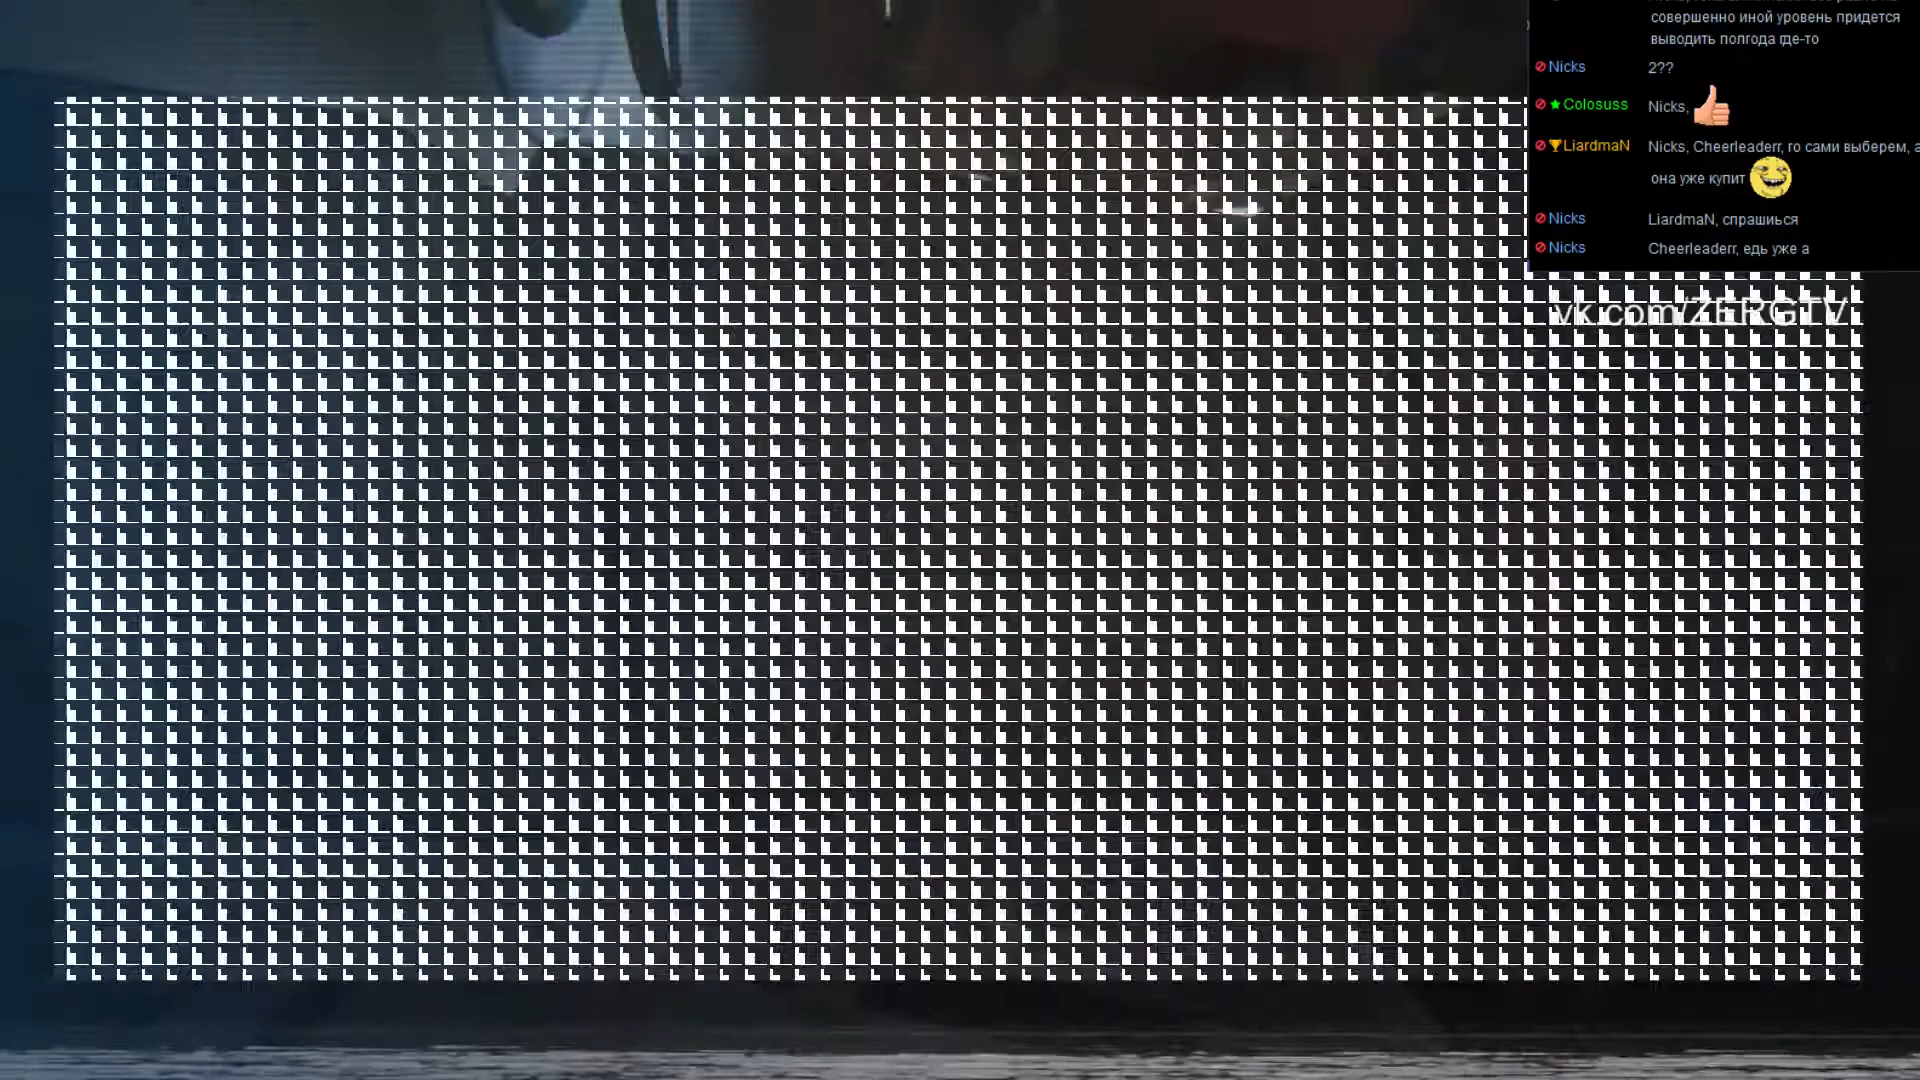 совершенно иной уровень придется
выводить полгода где-то
Nicks 2??
Colosuss Nicks,
LiardmaN Nicks, Cheerleaderr, го сами выберем, а
она уже купит
Nicks LiardmaN, спрашиься
Nicks Cheerleaderr, едь уже а
vk.com/ZERGTV